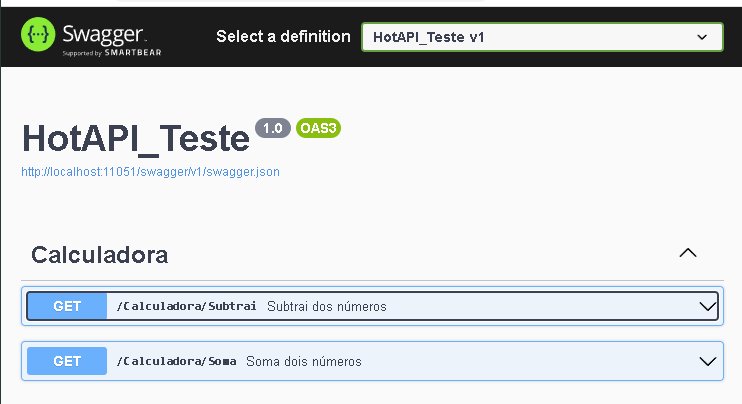 Swagger
Supported by SMARTBEAR
Select a definition
HotAPI_Teste v1
HotAPI_Teste 1.0 OAS3
http://localhost:11051/swagger/v1/swagger.json
Calculadora
GET /Calculadora/Subtrai Subtrai dos números
GET /Calculadora/Soma Soma dois números